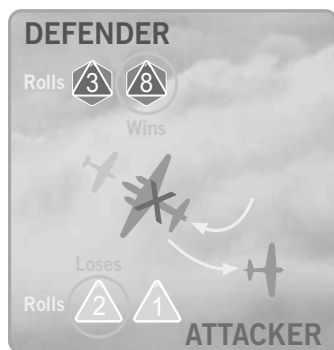 DEFENDER
Rolls 3 8
Wins
Loses
Rolls 2 1
ATTACKER